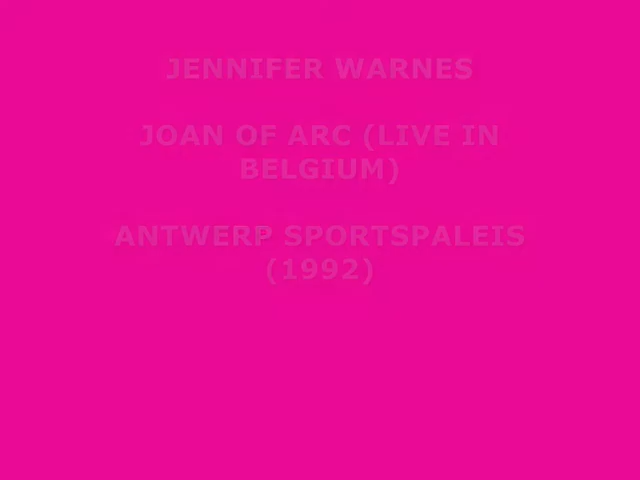 JENNIFER WARNES
JOAN OF ARC (LIVE IN
BELGIUM)
ANTWERP SPORTSPALEIS
(1992)